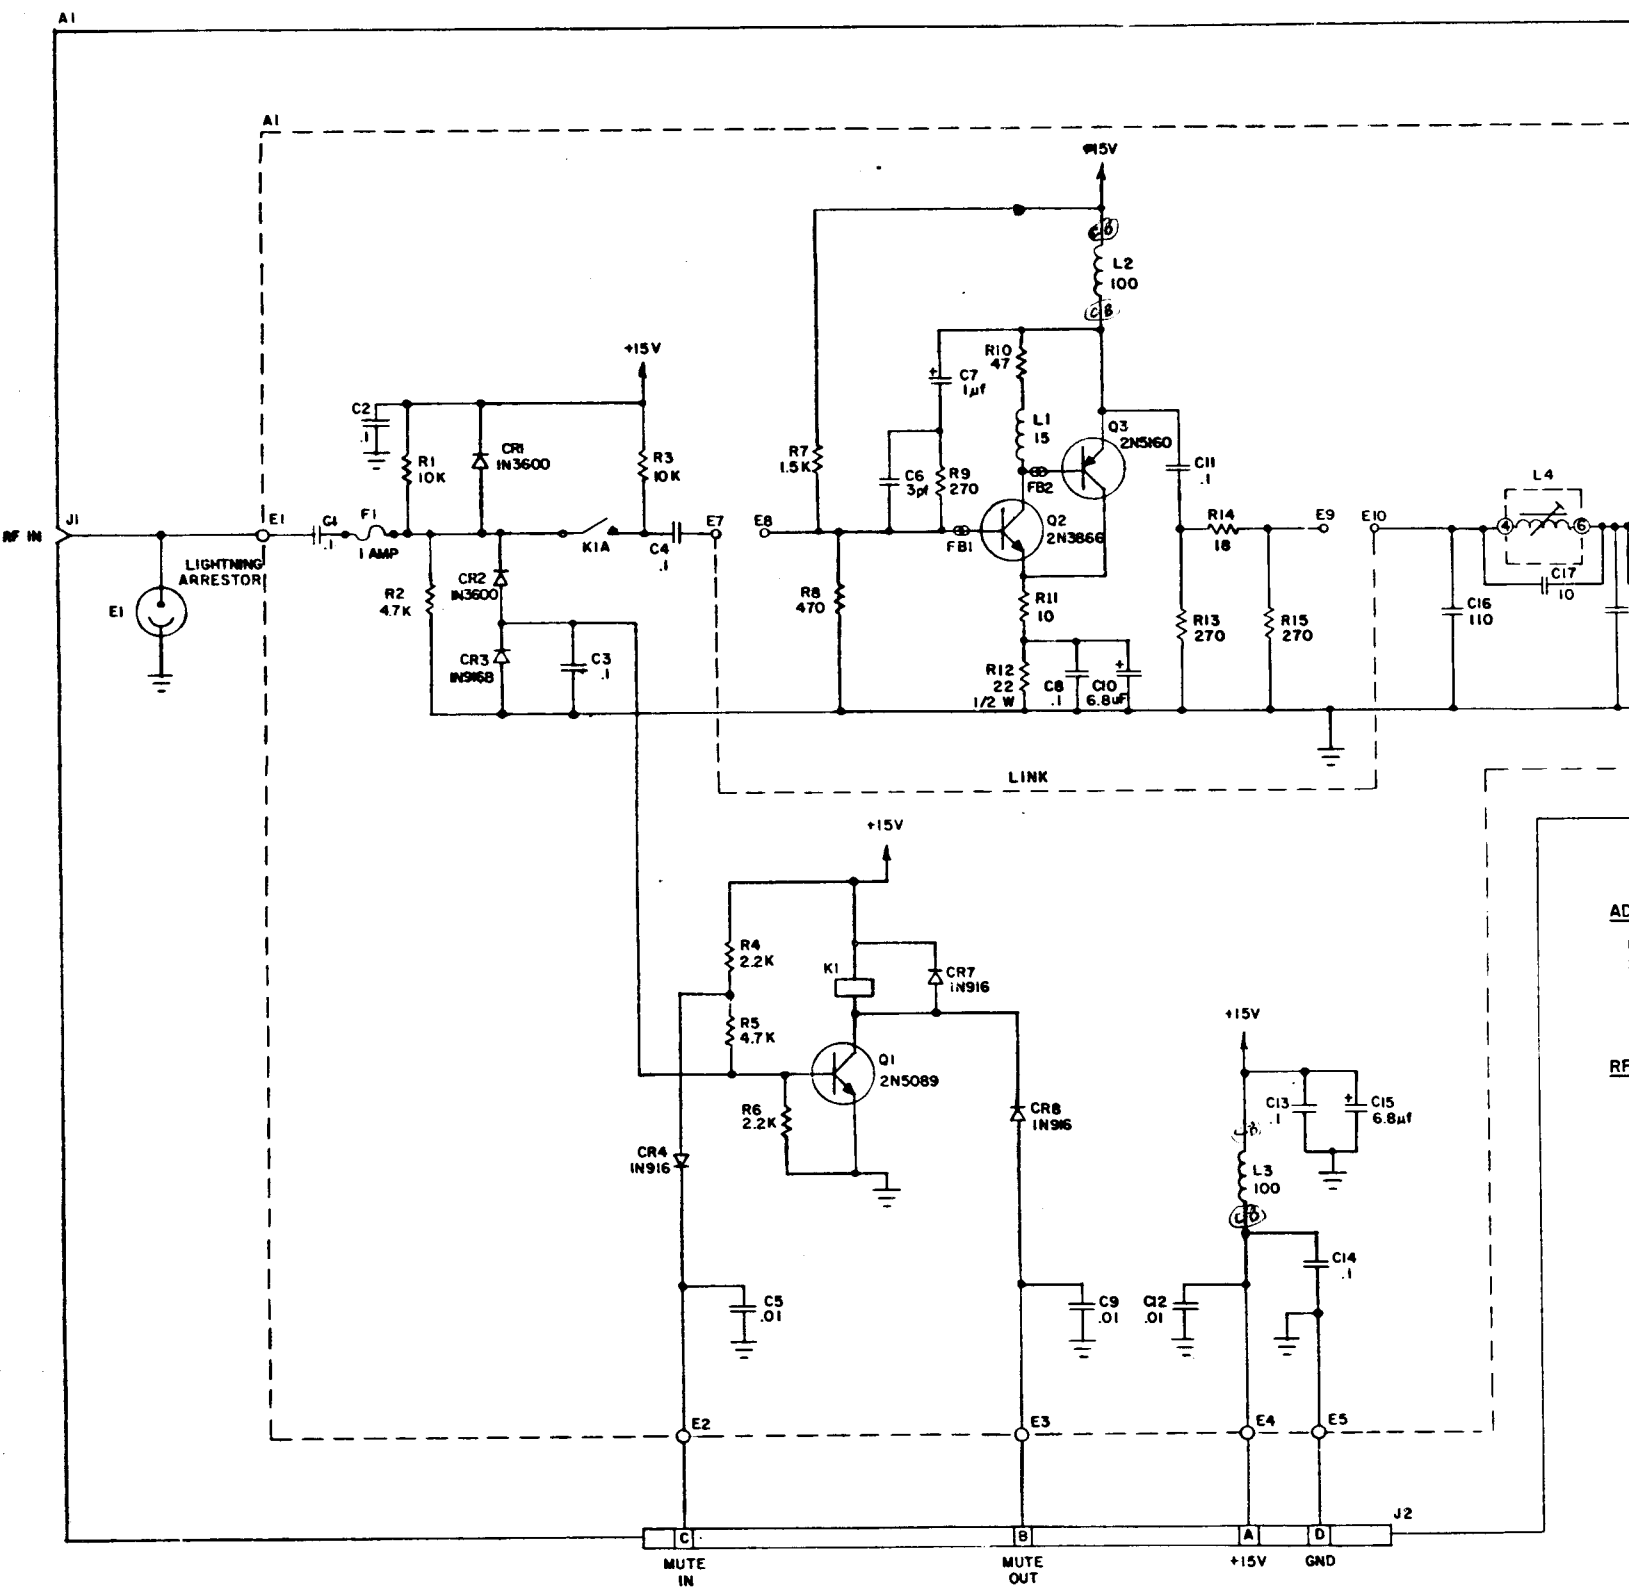 A1
A1
+15V
CB
L2
100
CB
R10
47
C7
1µf
+
L1
15
Q3
2N5160
+15V
C2
.1
R1
10K
CR1
1N3600
R3
10K
R7
1.5K
C6
3pf
R9
270
FB2
C11
.1
L4
4
6
RF IN
J1
E1
C1
.1
F1
1 AMP
K1A
C4
.1
E7
E8
FB1
Q2
2N3866
R14
18
E9
E10
LIGHTNING
ARRESTOR
E1
R2
4.7K
CR2
1N3600
R8
470
R11
10
R13
270
R15
270
C16
110
C17
10
CR3
1N916B
C3
.1
R12
22
1/2 W
C8
.1
+
C10
6.8uF
LINK
+15V
R4
2.2K
K1
CR7
1N916
R5
4.7K
Q1
2N5089
R6
2.2K
CR4
1N916
CR8
1N916
+15V
C13
.1
+
C15
6.8µf
CB
L3
100
CB
C14
.1
C5
.01
C9
.01
C12
.01
AD
RF
E2
E3
E4
E5
J2
C
B
A
D
MUTE
IN
MUTE
OUT
+15V
GND